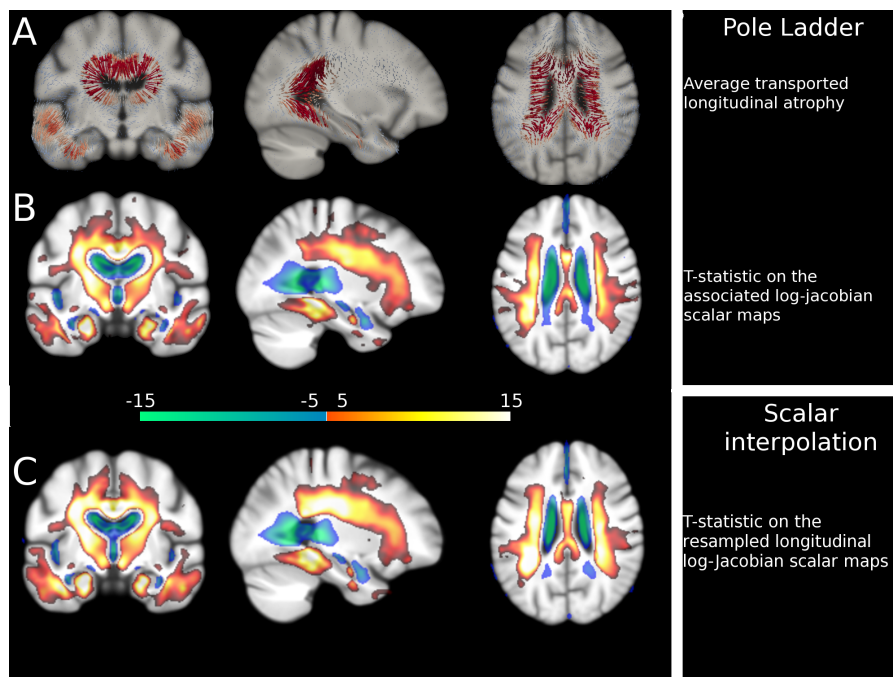 A
Pole Ladder
Average transported
longitudinal atrophy
B
T-statistic on the
associated log-jacobian
scalar maps
-15
-5
5
15
Scalar
interpolation
C
T-statistic on the
resampled longitudinal
log-Jacobian scalar maps